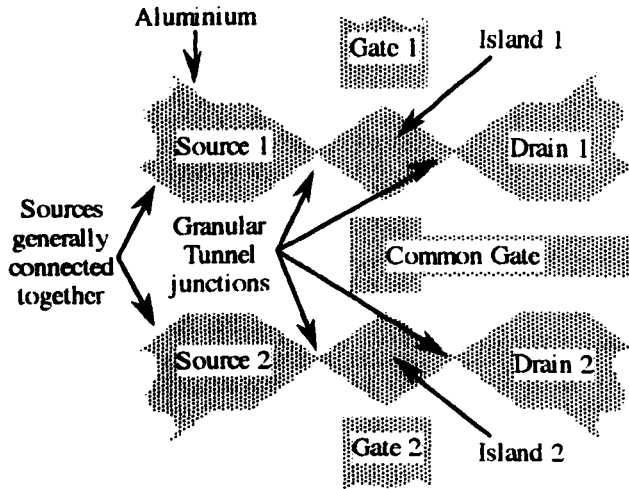 Aluminium
Gate 1
Island 1
Source 1
Drain 1
Sources
generally
connected
together
Granular
Tunnel
junctions
Common Gate
Source 2
Drain 2
Gate 2
Island 2